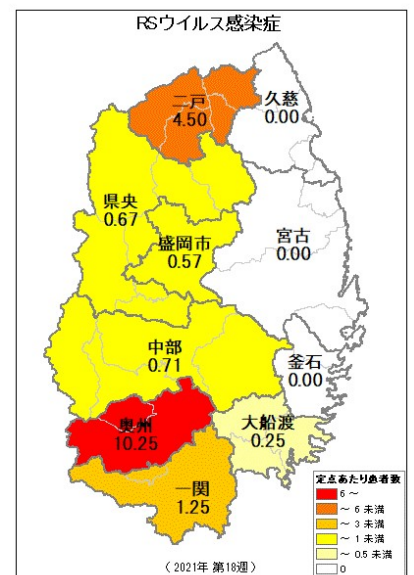 RSウイルス感染症
二戸
4.50
久慈
0.00
県央
0.67
盛岡市
0.57
宮古
0.00
中部
0.71
釜石
0.00
奥州
10.25
大船渡
0.25
一関
1.25
定点あたり患者数
6 ～
～ 6 未満
～ 3 未満
～ 1 未満
～ 0.5 未満
0
（ 2021年 第18週 ）